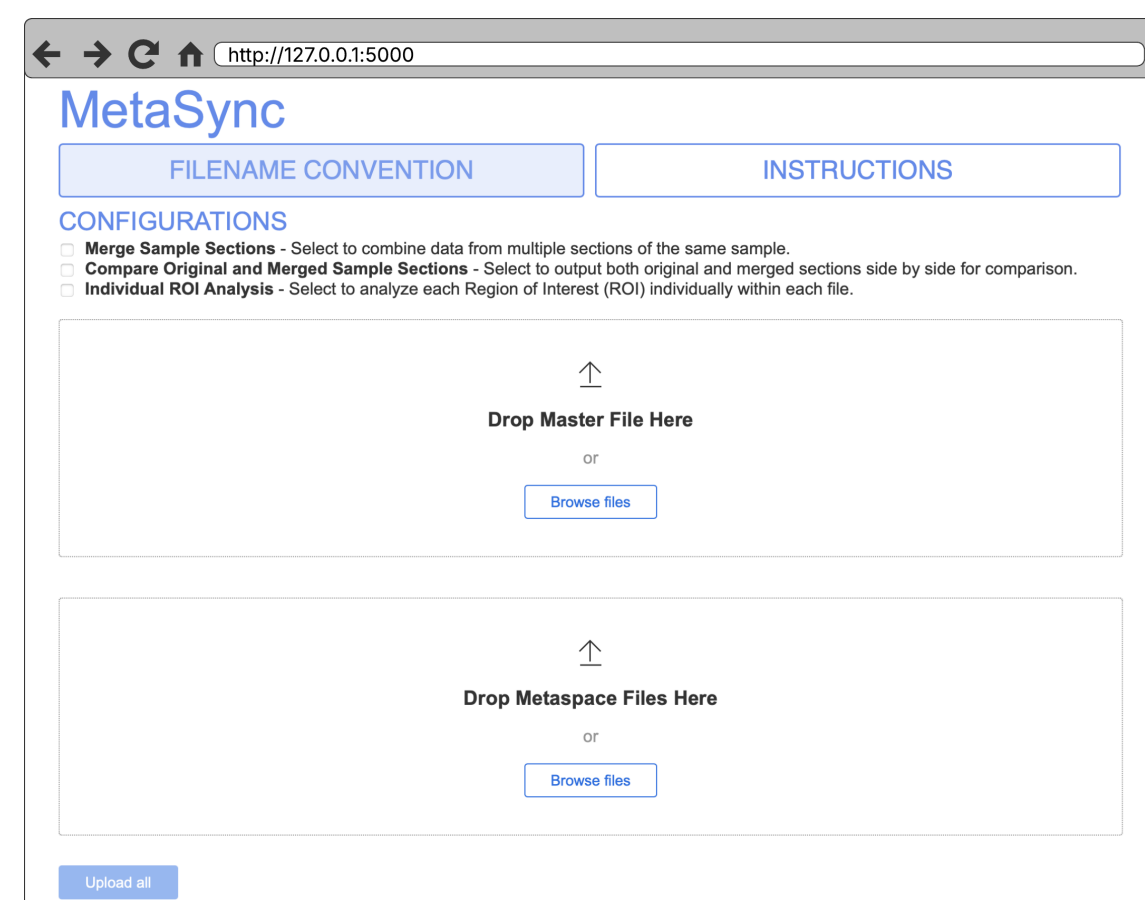 http://127.0.0.1:5000
MetaSync
FILENAME CONVENTION
INSTRUCTIONS
CONFIGURATIONS
Merge Sample Sections - Select to combine data from multiple sections of the same sample.
Compare Original and Merged Sample Sections - Select to output both original and merged sections side by side for comparison.
Individual ROI Analysis - Select to analyze each Region of Interest (ROI) individually within each file.
Drop Master File Here
or
Browse files
Drop Metaspace Files Here
or
Browse files
Upload all